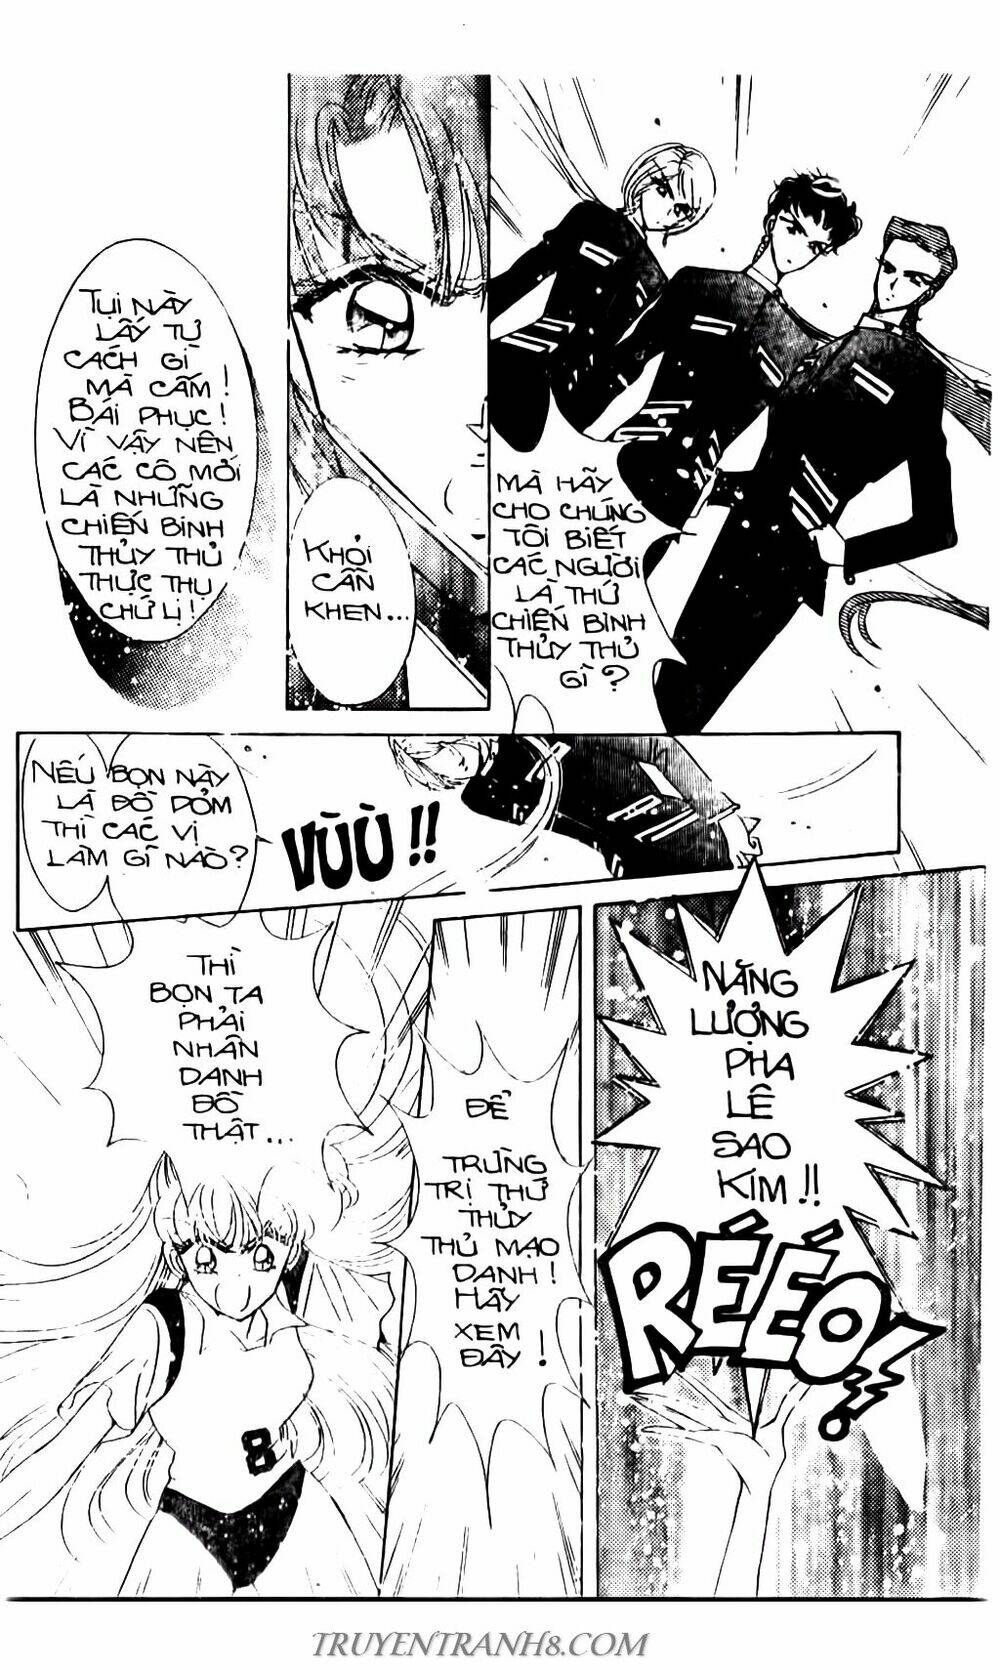 TỤI NÀY
LẤY TƯ
CÁCH GÌ
MÀ CẤM!
BÁI PHỤC!
VÌ VẬY NÊN
CÁC CÔ MỚI
LÀ NHỮNG
CHIẾN BINH
THỦY THỦ
THỰC THỤ
CHỨ LỊ!
KHỎI
CẦN
KHEN...
MÀ HÃY
CHO CHÚNG
TÔI BIẾT
CÁC NGƯỜI
LÀ THỨ
CHIẾN BINH
THỦY THỦ
GÌ?
NẾU BỌN NÀY
LÀ ĐỒ DỎM
THÌ CÁC VỊ
LÀM GÌ NÀO?
VÙÙ!!
THÌ
BỌN TA
PHẢI
NHÂN
DANH
ĐỒ
THẬT...
ĐỂ
TRỪNG
TRỊ THỨ
THỦY
THỦ MẠO
DANH!
HÃY
XEM
ĐÂY!
NĂNG
LƯỢNG
PHA
LÊ
SAO
KIM!!
RÉÉO!
8
TRUYENTRANH8.COM